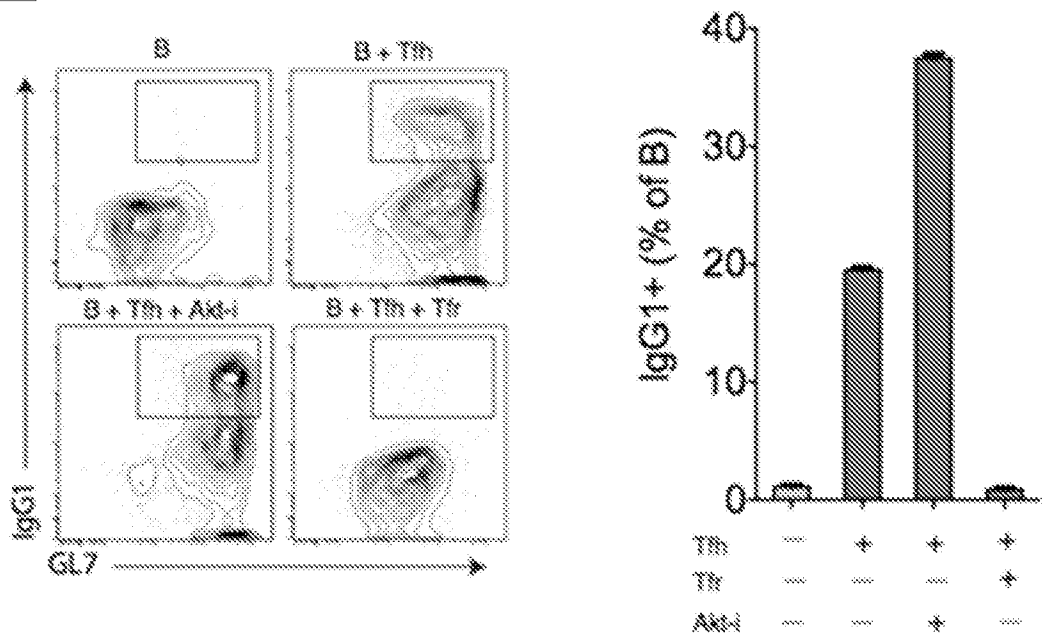 B
B + Tfh
B + Tfh + Akt-i
B + Tfh + Tfr
IgG1
GL7
IgG1+ (% of B)
40
30
20
10
0
Tfh — + + +
Tfr — — — +
Akt-i — — + —